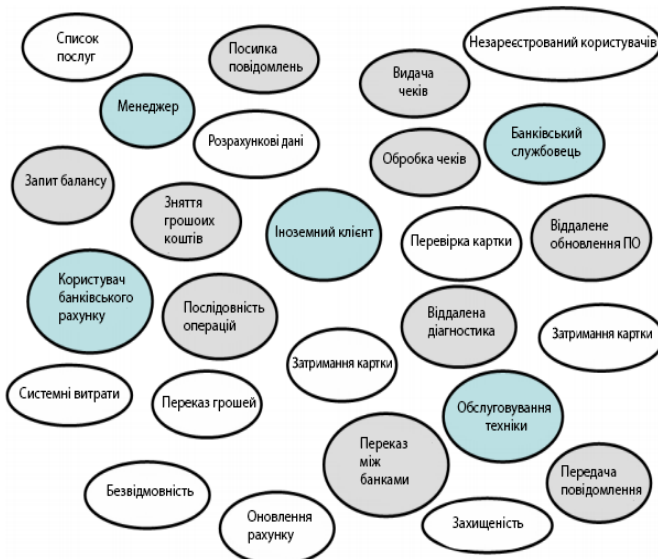 Список
послуг
Посилка
повідомлень
Незареєстрований користувачів
Видача
чеків
Менеджер
Розрахункові дані
Банківський
службовець
Обробка чеків
Запит балансу
Зняття
грошоих
коштів
Іноземний клієнт
Перевірка картки
Віддалене
обновлення ПО
Користувач
банківського
рахунку
Послідовність
операцій
Віддалена
діагностика
Затримання картки
Затримання картки
Системні витрати
Переказ грошей
Обслуговування
техніки
Переказ
між
банками
Передача
повідомлення
Безвідмовність
Оновлення
рахунку
Захищеність